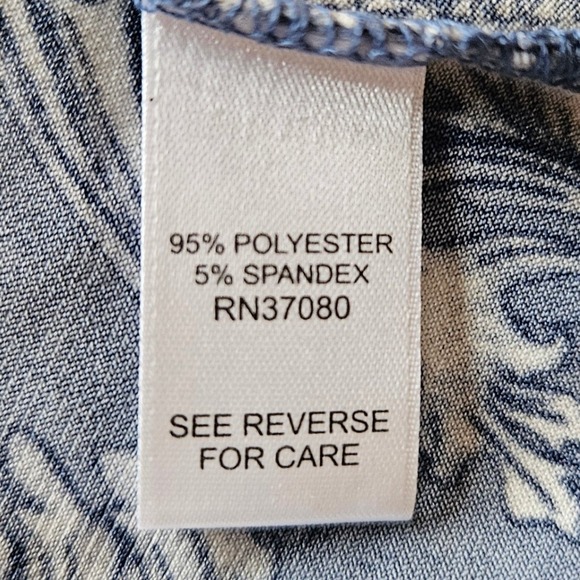 95% POLYESTER
5% SPANDEX
RN37080
SEE REVERSE
FOR CARE